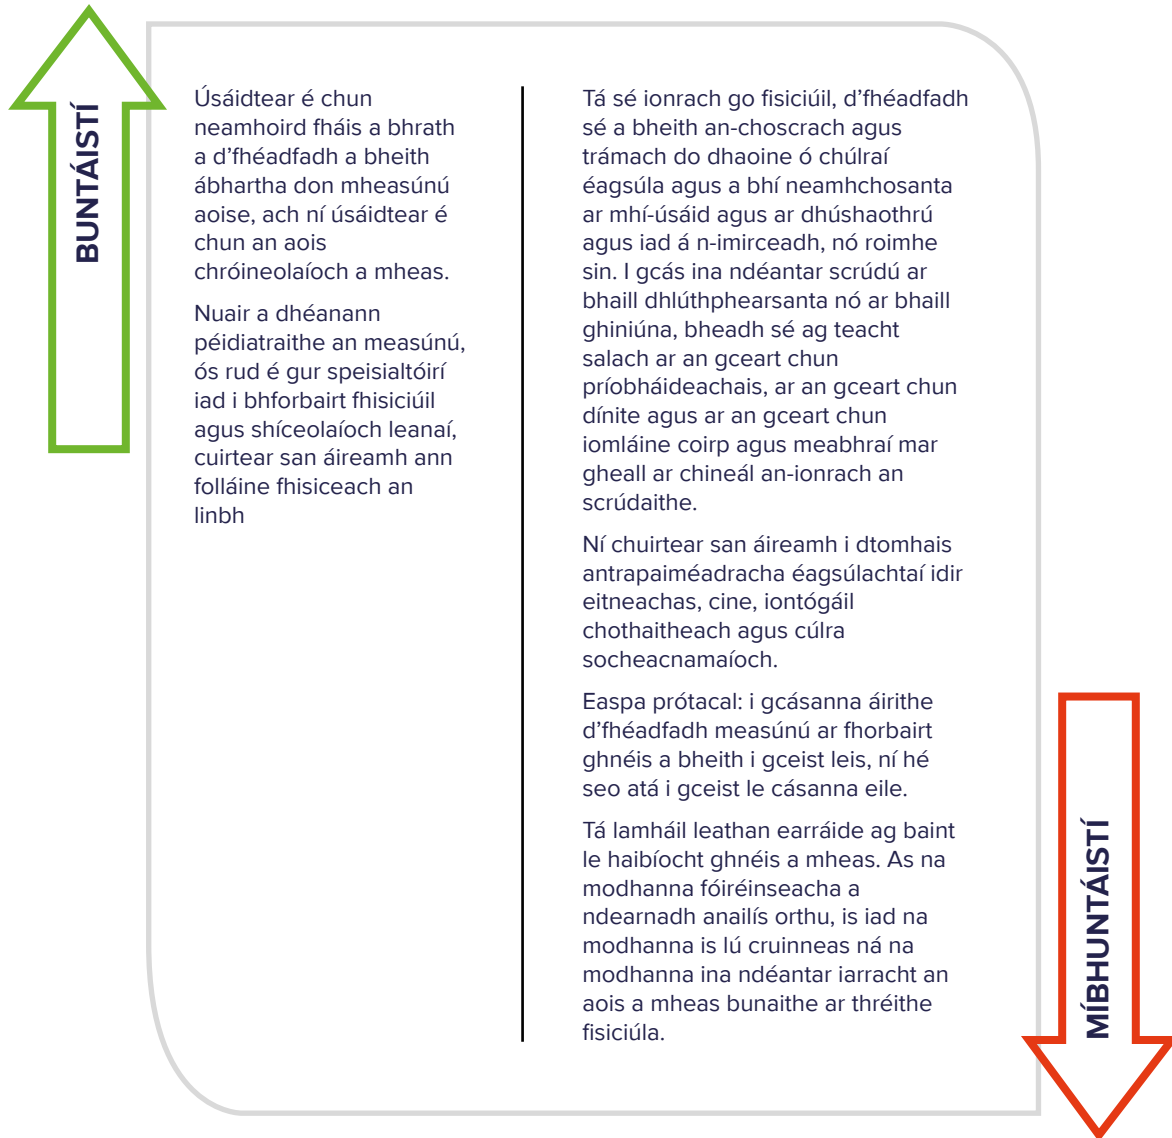 BUNTÁISTÍ
Úsáidtear é chun
neamhoird fháis a bhrath
a d'fhéadfadh a bheith
ábhartha don mheasúnú
aoise, ach ní úsáidtear é
chun an aois
chróineolaíoch a mheas.
Nuair a dhéanann
péidiatraithe an measúnú,
ós rud é gur speisialtóirí
iad i bhforbairt fhisiciúil
agus shíceolaíoch leanaí,
cuirtear san áireamh ann
folláine fhisiceach an
linbh
Tá sé ionrach go fisiciúil, d'fhéadfadh
sé a bheith an-choscrach agus
trámach do dhaoine ó chúlraí
éagsúla agus a bhí neamhchosanta
ar mhí-úsáid agus ar dhúshaothrú
agus iad á n-imirceadh, nó roimhe
sin. I gcás ina ndéantar scrúdú ar
bhaill dhlúthphearsanta nó ar bhaill
ghiniúna, bheadh sé ag teacht
salach ar an gceart chun
príobháideachais, ar an gceart chun
dínite agus ar an gceart chun
iomláine coirp agus meabhraí mar
gheall ar chineál an-ionrach an
scrúdaithe.
Ní chuirtear san áireamh i dtomhais
antrapaiméadracha éagsúlachtaí idir
eitneachas, cine, iontógáil
chothaitheach agus cúlra
socheacnamaíoch.
Easpa prótacal: i gcásanna áirithe
d'fhéadfadh measúnú ar fhorbairt
ghnéis a bheith i gceist leis, ní hé
seo atá i gceist le cásanna eile.
Tá lamháil leathan earráide ag baint
le haibíocht ghnéis a mheas. As na
modhanna fóiréinseacha a
ndearnadh anailís orthu, is iad na
modhanna is lú cruinneas ná na
modhanna ina ndéantar iarracht an
aois a mheas bunaithe ar thréithe
fisiciúla.
MÍBHUNTÁISTÍ